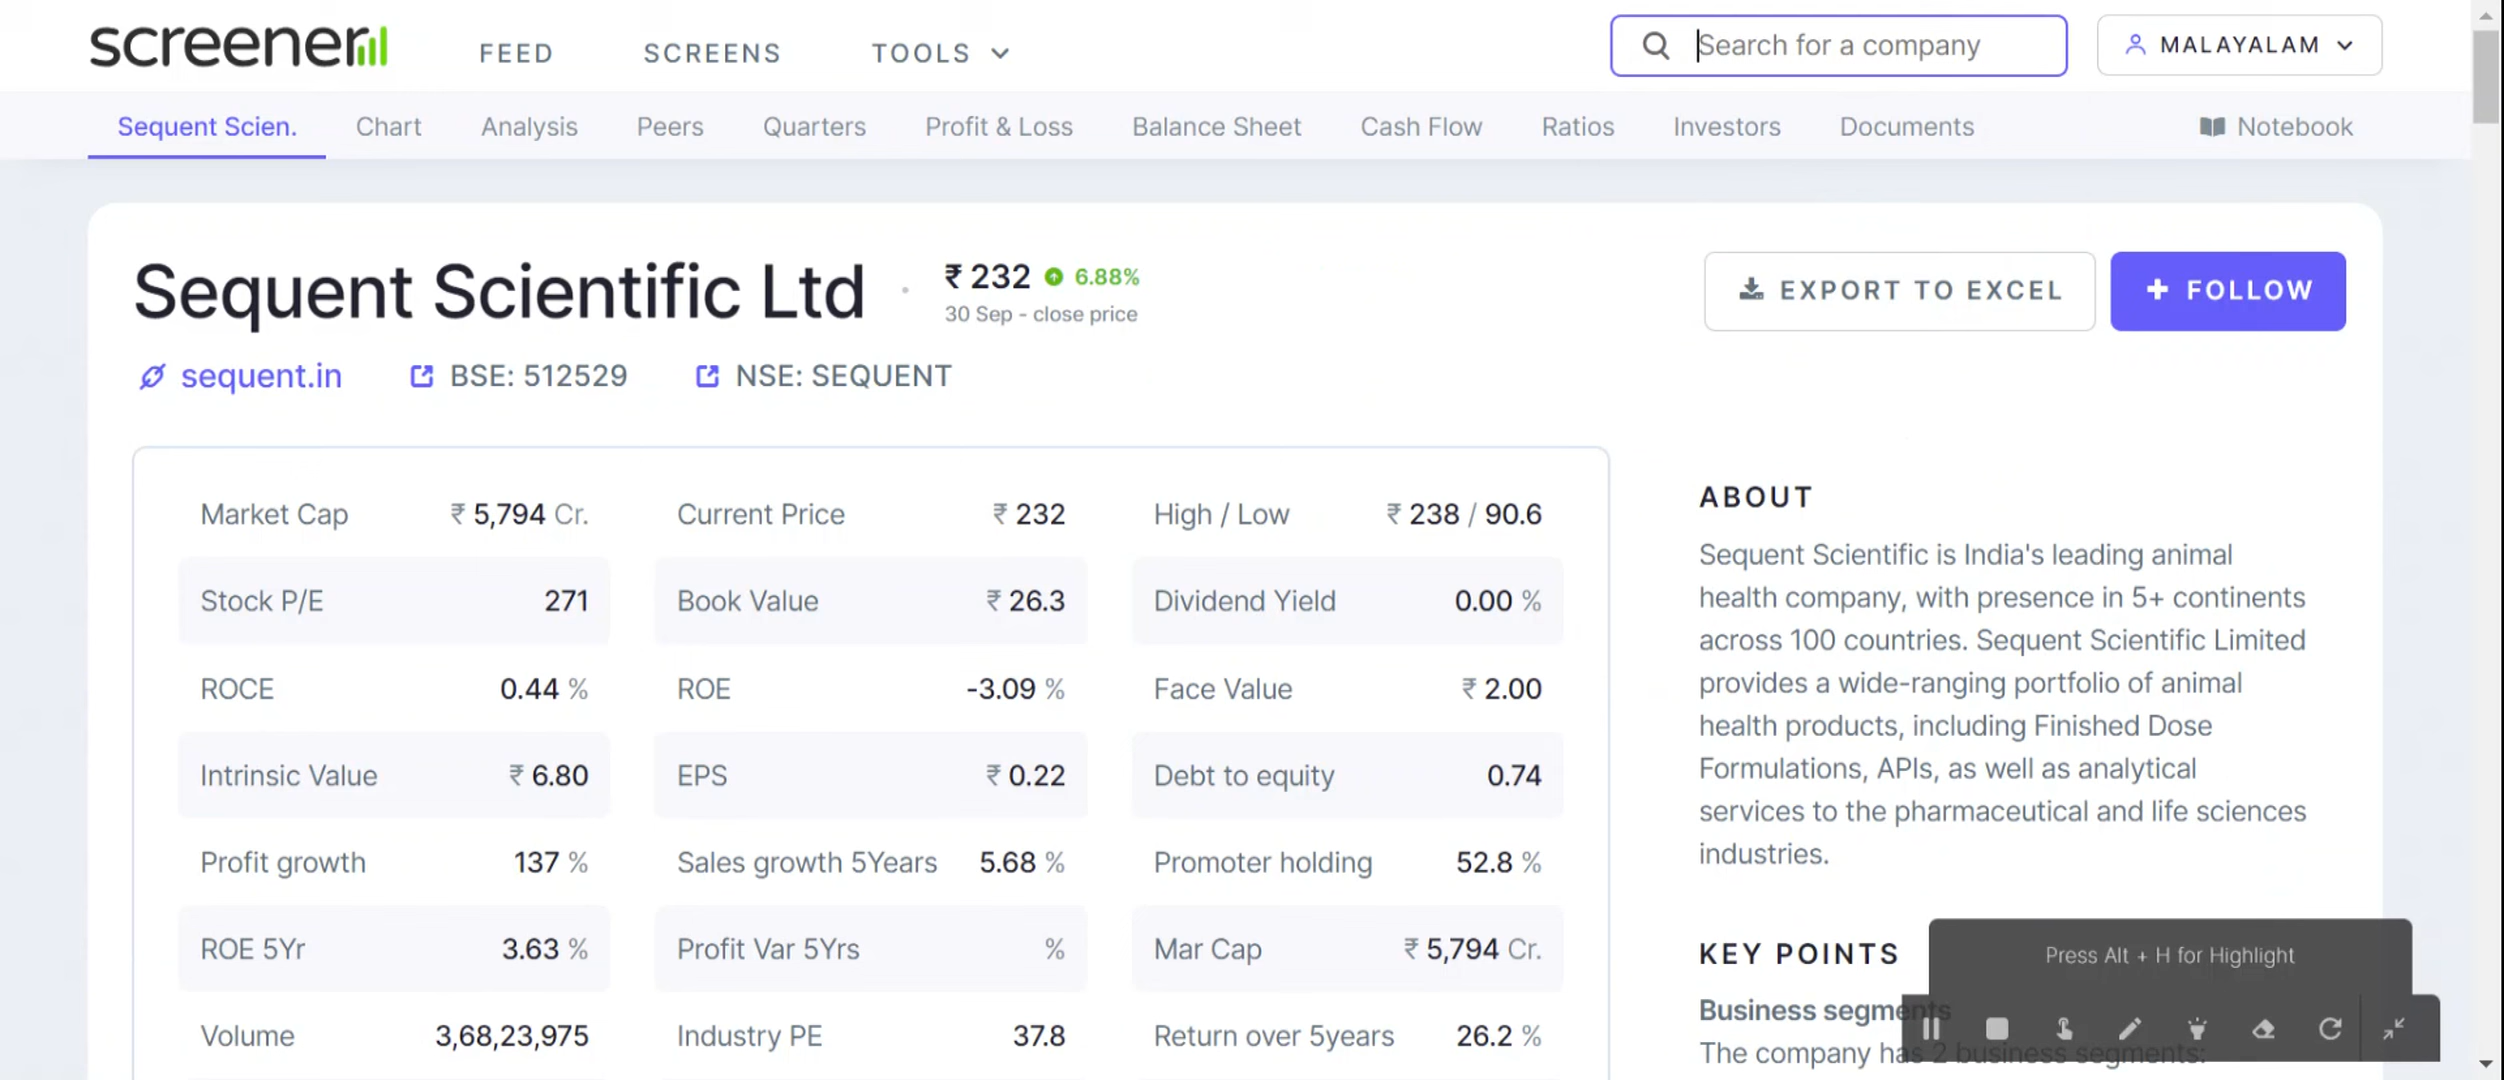 screener
FEED SCREENS TOOLS
Search for a company
MALAYALAM
Sequent Scien. Chart Analysis Peers Quarters Profit & Loss Balance Sheet Cash Flow Ratios Investors Documents Notebook
Sequent Scientific Ltd
₹ 232 6.88%
30 Sep - close price
EXPORT TO EXCEL
+ FOLLOW
sequent.in BSE: 512529 NSE: SEQUENT
Market Cap ₹ 5,794 Cr. Current Price ₹ 232 High / Low ₹ 238 / 90.6
Stock P/E 271 Book Value ₹ 26.3 Dividend Yield 0.00 %
ROCE 0.44 % ROE -3.09 % Face Value ₹ 2.00
Intrinsic Value ₹ 6.80 EPS ₹ 0.22 Debt to equity 0.74
Profit growth 137 % Sales growth 5Years 5.68 % Promoter holding 52.8 %
ROE 5Yr 3.63 % Profit Var 5Yrs % Mar Cap ₹ 5,794 Cr.
Volume 3,68,23,975 Industry PE 37.8 Return over 5years 26.2 %
ABOUT
Sequent Scientific is India's leading animal
health company, with presence in 5+ continents
across 100 countries. Sequent Scientific Limited
provides a wide-ranging portfolio of animal
health products, including Finished Dose
Formulations, APIs, as well as analytical
services to the pharmaceutical and life sciences
industries.
KEY POINTS
Business segments
The company has 2 business segments:
Press Alt + H for Highlight